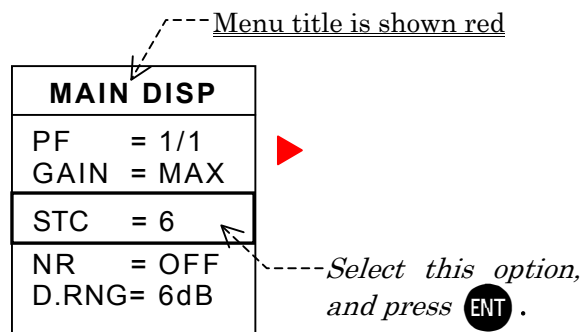 Menu title is shown red
MAIN DISP
PF = 1/1
GAIN = MAX
STC = 6
NR = OFF
D.RNG= 6dB
Select this option,
and press ENT .